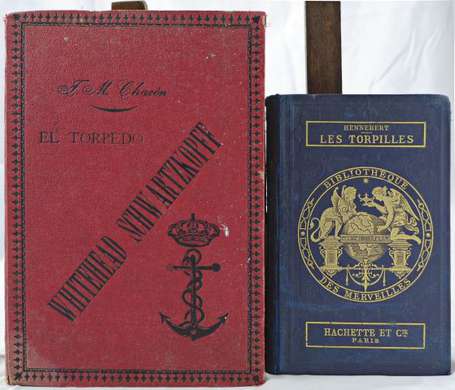 F. M. Chacón
EL TORPEDO
WHITEHEAD SCHWARTZKOPFF
HENNEBERT
LES TORPILLES
BIBLIOTHÈQUE
DES MERVEILLES
HACHETTE ET Cie
PARIS